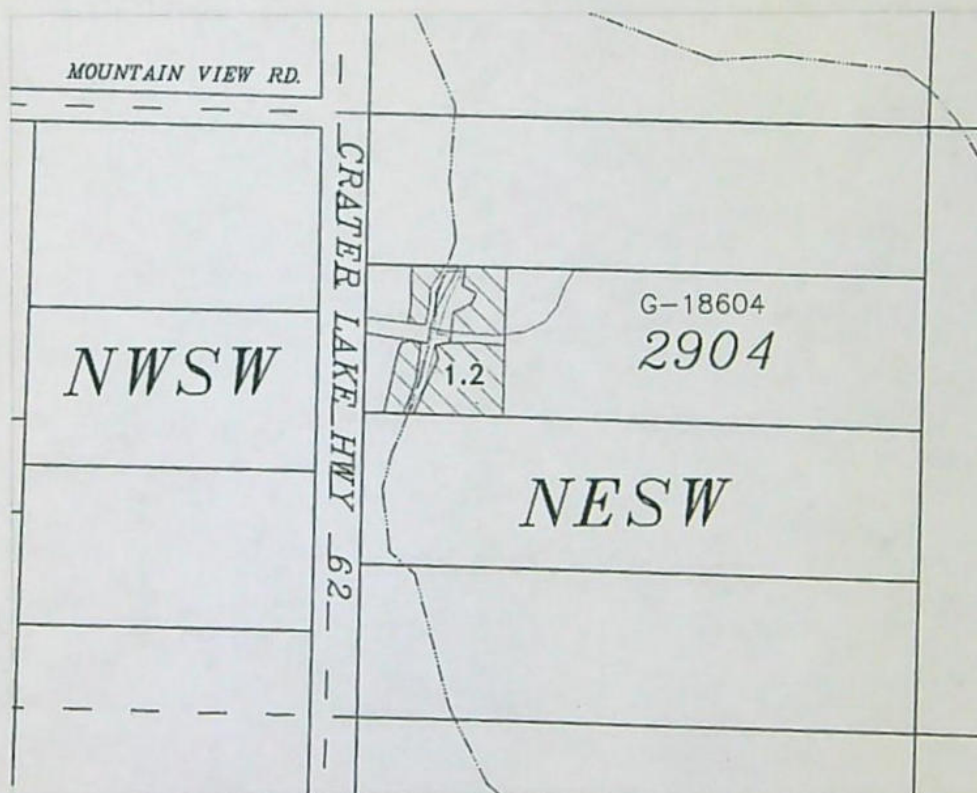 MOUNTAIN VIEW RD.
CRATER LAKE HWY 62
G-18604
2904
NWSW
1.2
NESW